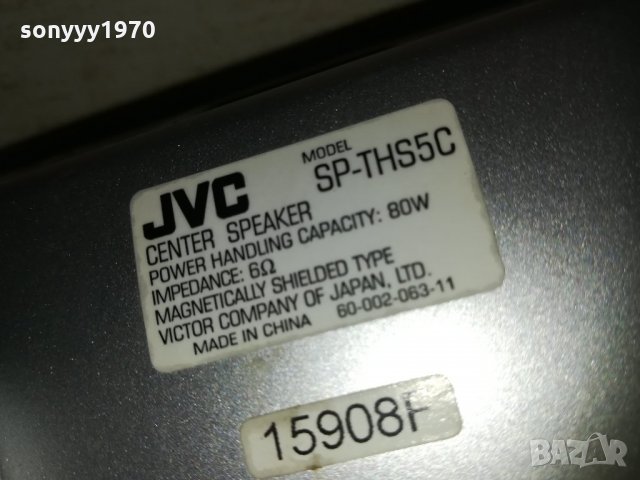 sonyyy1970
JVC
MODEL SP-THS5C
CENTER SPEAKER
POWER HANDLING CAPACITY: 80W
IMPEDANCE: 6Ω
MAGNETICALLY SHIELDED TYPE
VICTOR COMPANY OF JAPAN, LTD.
MADE IN CHINA 60-002-063-11
15908F
BAZAR